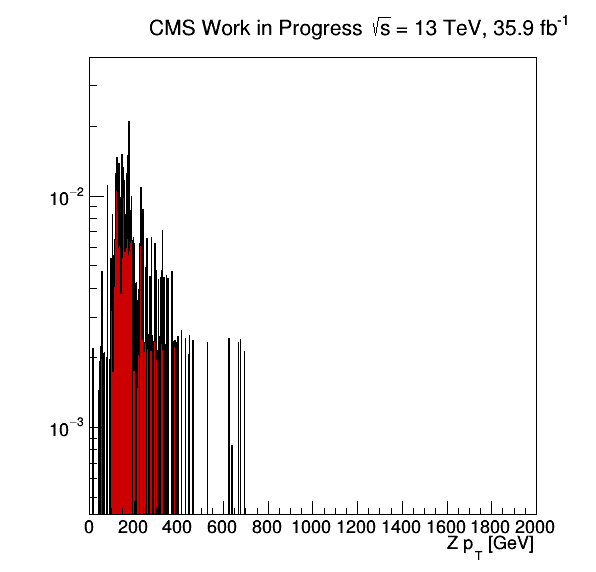 CMS Work in Progress √s = 13 TeV, 35.9 fb⁻¹
10⁻²
10⁻³
0 200 400 600 800 1000 1200 1400 1600 1800 2000
Z p_T [GeV]